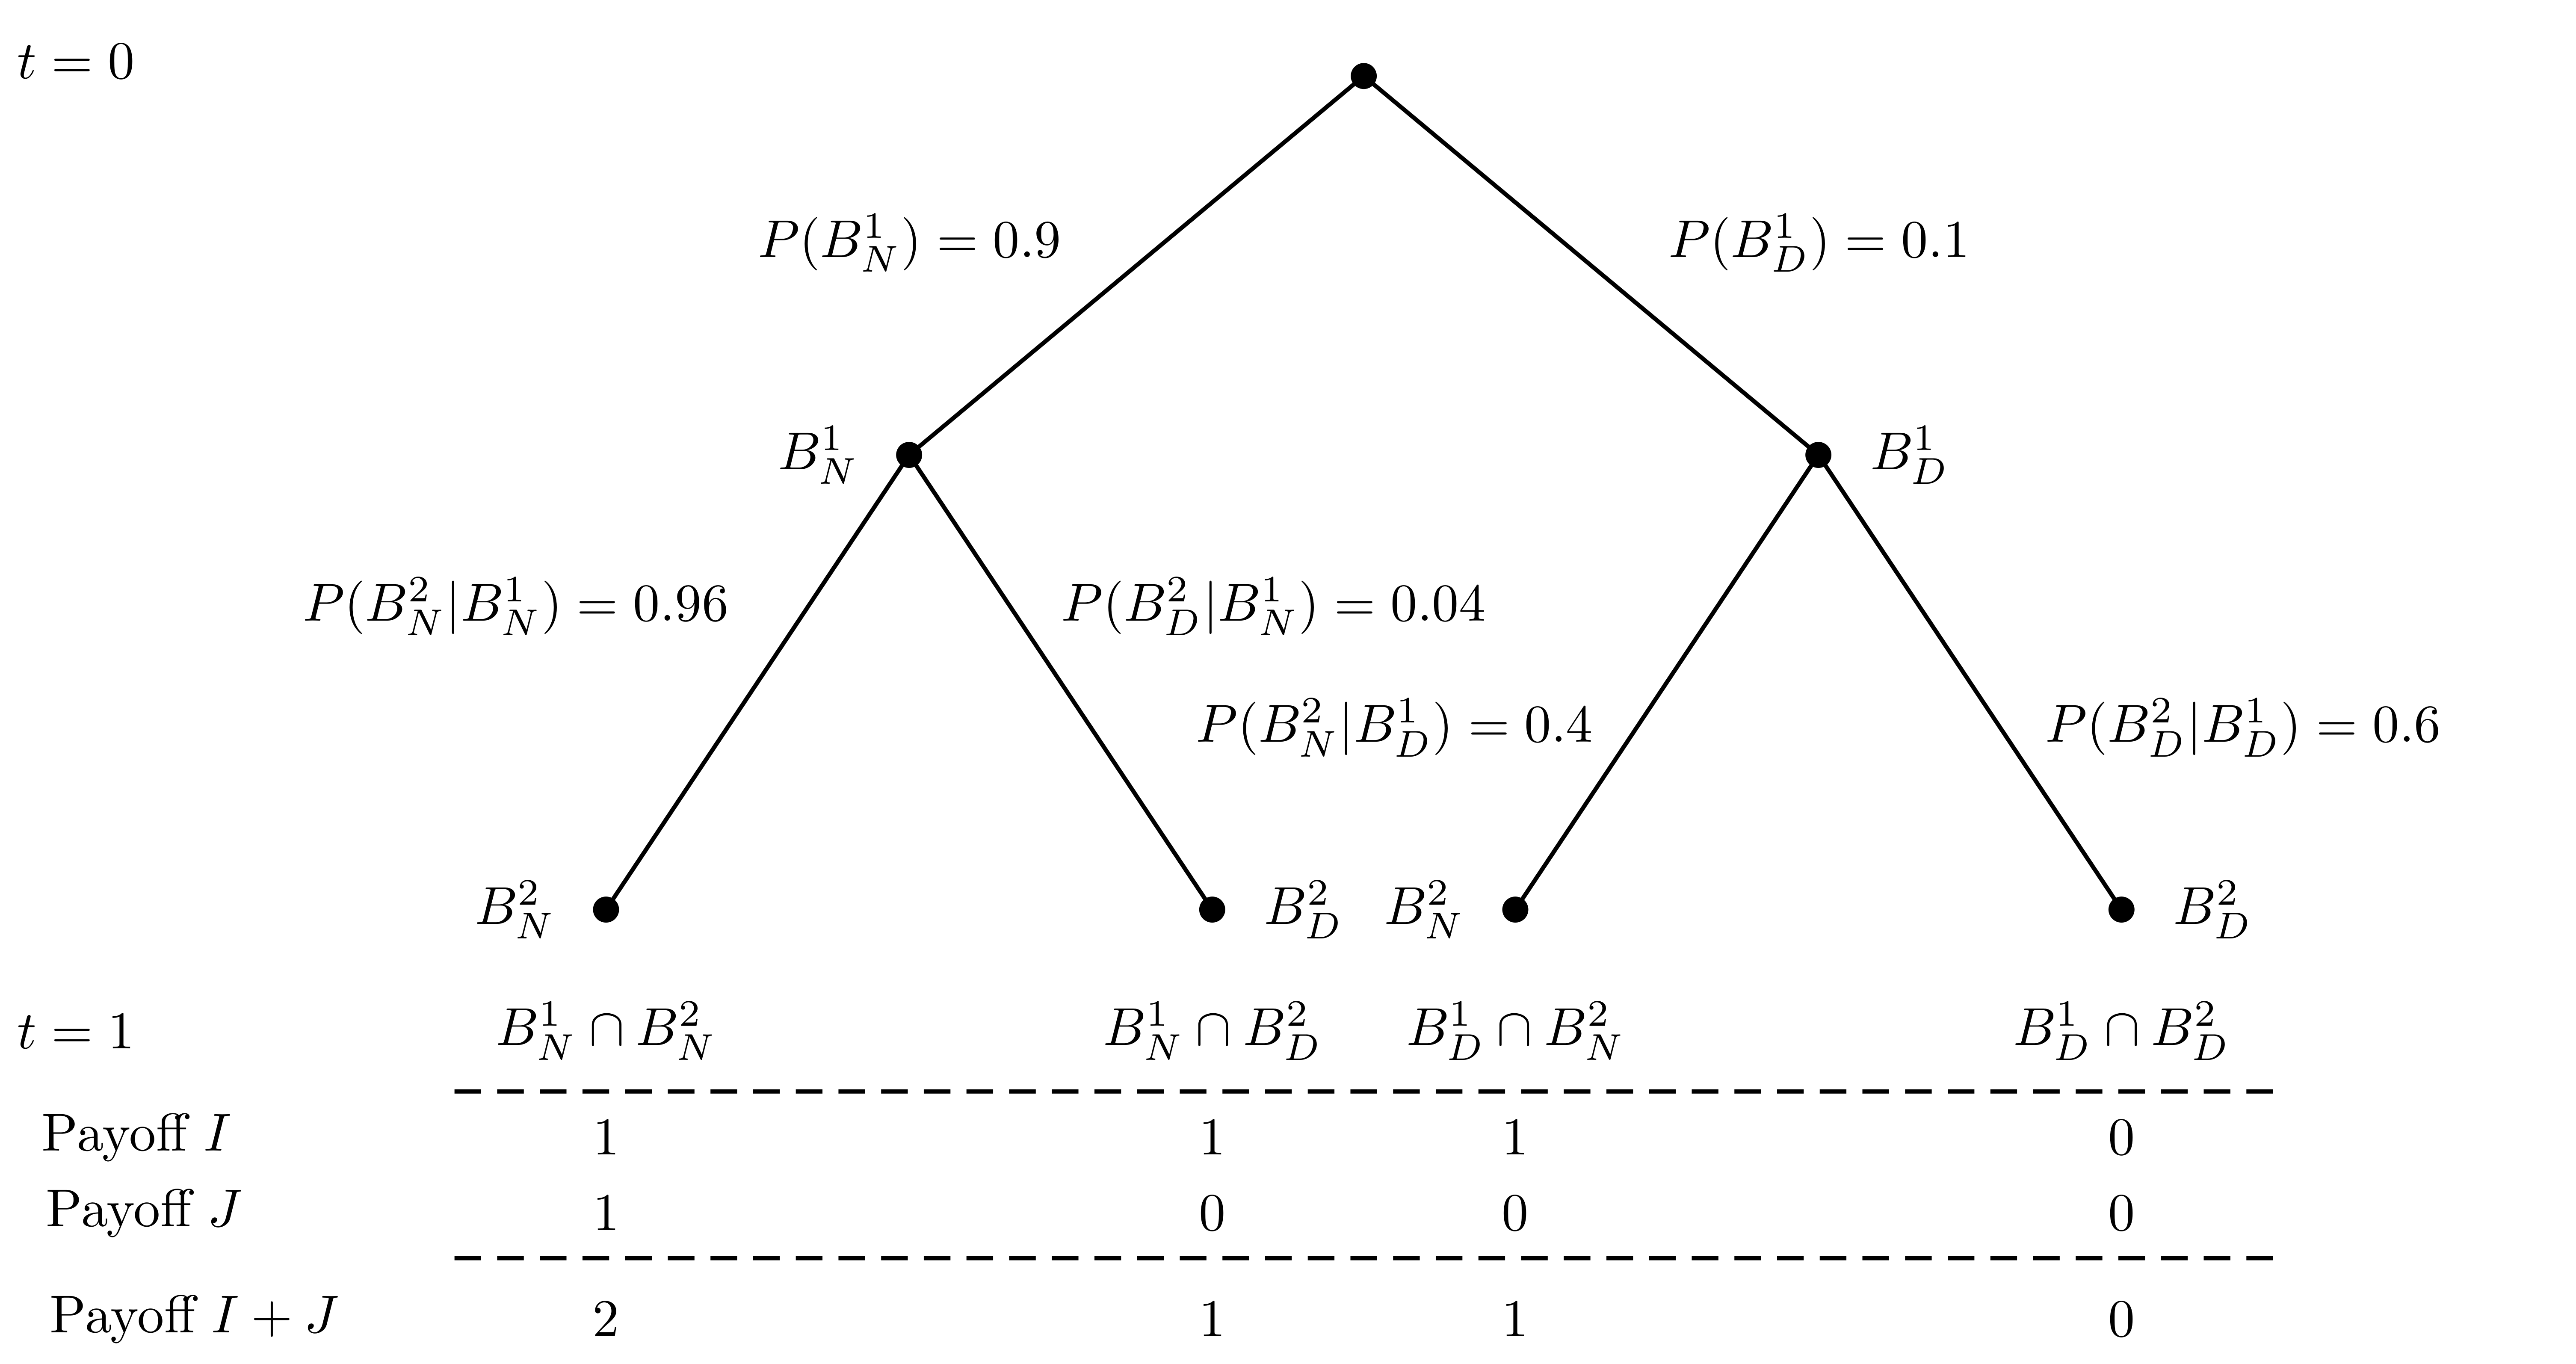 t = 0
P(B_N^1) = 0.9
P(B_D^1) = 0.1
B_N^1
B_D^1
P(B_N^2|B_N^1) = 0.96
P(B_D^2|B_N^1) = 0.04
P(B_N^2|B_D^1) = 0.4
P(B_D^2|B_D^1) = 0.6
B_N^2
B_D^2
B_N^2
B_D^2
t = 1
B_N^1 ∩ B_N^2
B_N^1 ∩ B_D^2
B_D^1 ∩ B_N^2
B_D^1 ∩ B_D^2
Payoff I 1 1 1 0
Payoff J 1 0 0 0
Payoff I + J 2 1 1 0